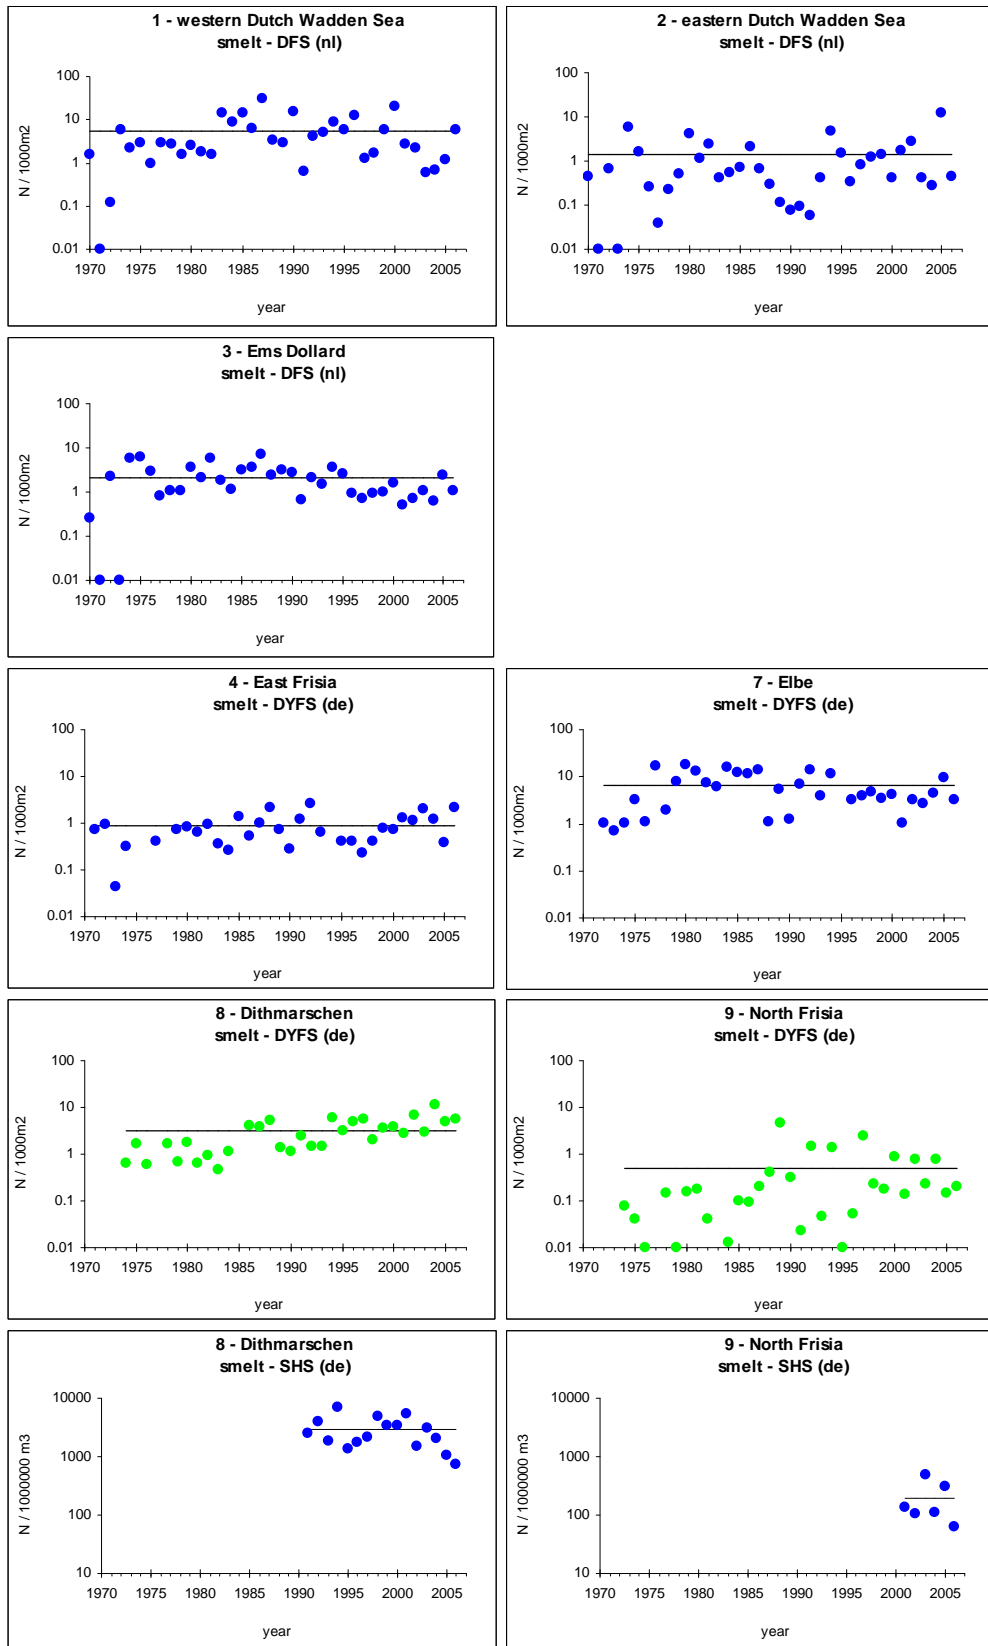 1 - western Dutch Wadden Sea
smelt - DFS (nl)
100
10
1
0.1
0.01
N / 1000m2
1970 1975 1980 1985 1990 1995 2000 2005
year
2 - eastern Dutch Wadden Sea
smelt - DFS (nl)
100
10
1
0.1
0.01
N / 1000m2
1970 1975 1980 1985 1990 1995 2000 2005
year
3 - Ems Dollard
smelt - DFS (nl)
100
10
1
0.1
0.01
N / 1000m2
1970 1975 1980 1985 1990 1995 2000 2005
year
4 - East Frisia
smelt - DYFS (de)
100
10
1
0.1
0.01
N / 1000m2
1970 1975 1980 1985 1990 1995 2000 2005
year
7 - Elbe
smelt - DYFS (de)
100
10
1
0.1
0.01
N / 1000m2
1970 1975 1980 1985 1990 1995 2000 2005
year
8 - Dithmarschen
smelt - DYFS (de)
100
10
1
0.1
0.01
N / 1000m2
1970 1975 1980 1985 1990 1995 2000 2005
year
9 - North Frisia
smelt - DYFS (de)
100
10
1
0.1
0.01
N / 1000m2
1970 1975 1980 1985 1990 1995 2000 2005
year
8 - Dithmarschen
smelt - SHS (de)
10000
1000
100
10
N / 1000000 m3
1970 1975 1980 1985 1990 1995 2000 2005
year
9 - North Frisia
smelt - SHS (de)
10000
1000
100
10
N / 1000000 m3
1970 1975 1980 1985 1990 1995 2000 2005
year